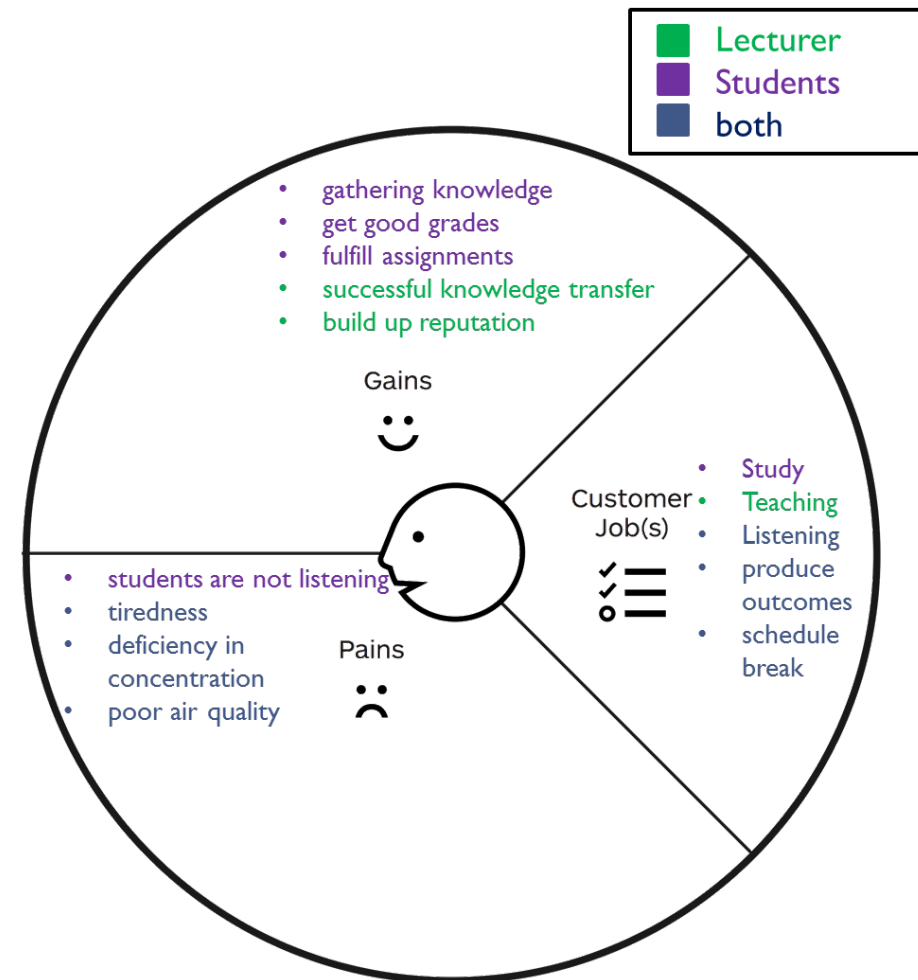 Lecturer
Students
both
• gathering knowledge
• get good grades
• fulfill assignments
• successful knowledge transfer
• build up reputation
Gains
Customer
Job(s)
• Study
• Teaching
• Listening
• produce
outcomes
• schedule
break
• students are not listening
• tiredness
• deficiency in
concentration
• poor air quality
Pains